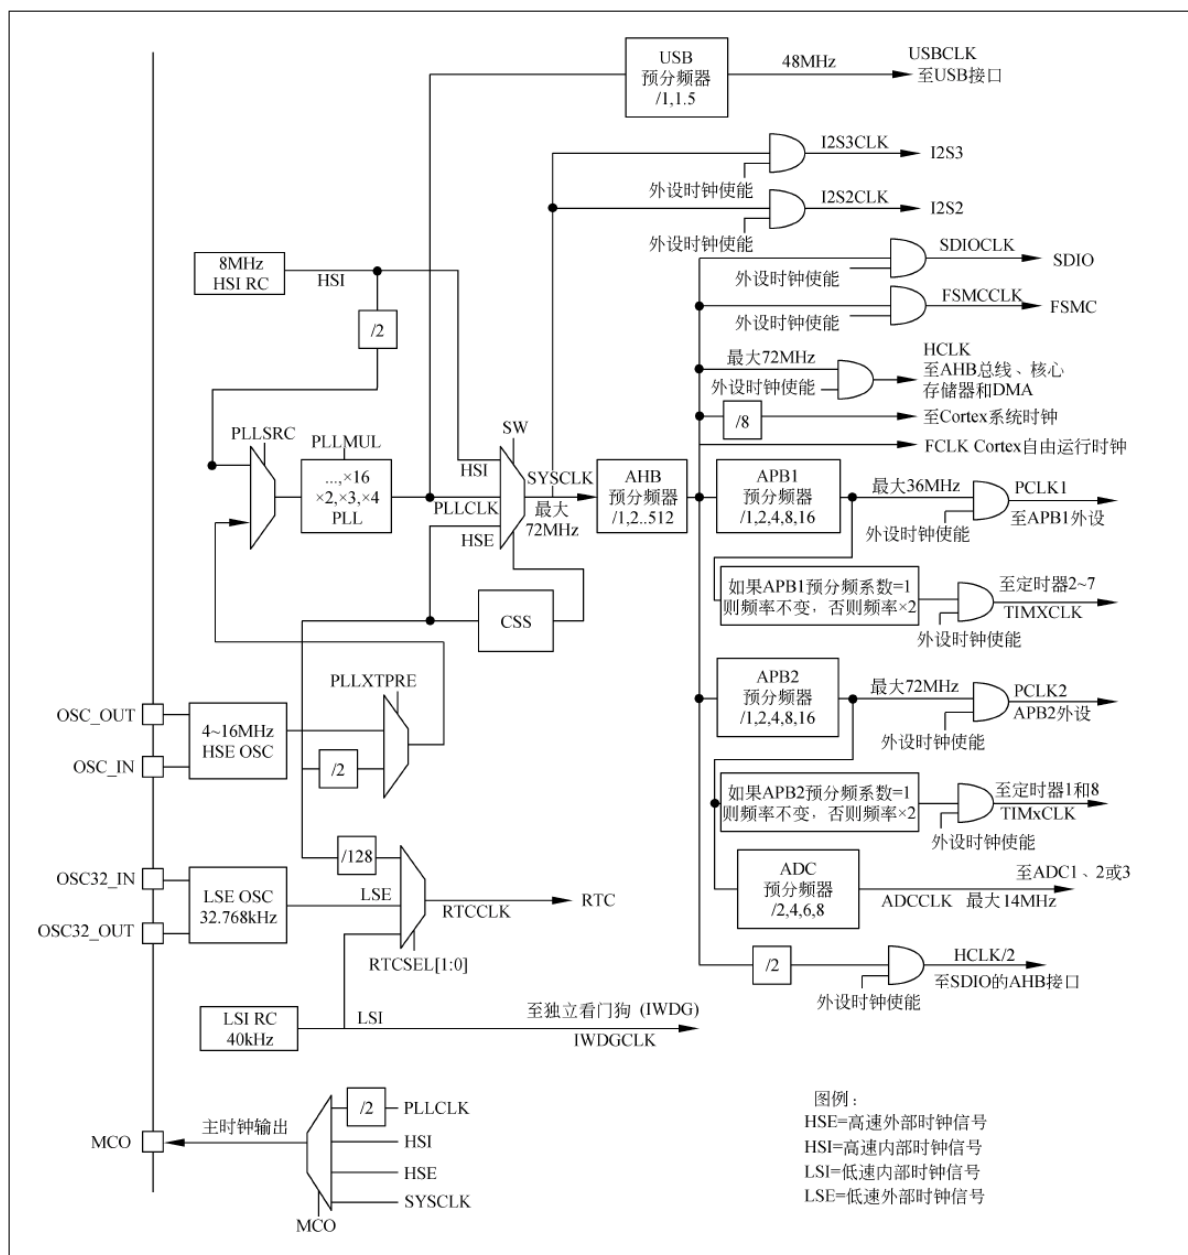 USB
预分频器
/1,1.5
48MHz
USBCLK
至USB接口
I2S3CLK
I2S3
外设时钟使能
I2S2CLK
I2S2
外设时钟使能
8MHz
HSI RC
HSI
/2
SDIOCLK
SDIO
外设时钟使能
FSMCCLK
FSMC
外设时钟使能
最大72MHz
外设时钟使能
HCLK
至AHB总线、核心
存储器和DMA
/8
至Cortex系统时钟
FCLK Cortex自由运行时钟
PLLSRC
PLLMUL
...,×16
×2,×3,×4
PLL
SW
HSI
PLLCLK
HSE
SYSCLK
最大
72MHz
AHB
预分频器
/1,2..512
APB1
预分频器
/1,2,4,8,16
最大36MHz
PCLK1
至APB1外设
外设时钟使能
如果APB1预分频系数=1
则频率不变，否则频率×2
至定时器2~7
TIMXCLK
外设时钟使能
CSS
PLLXTPRE
OSC_OUT
OSC_IN
4~16MHz
HSE OSC
/2
APB2
预分频器
/1,2,4,8,16
最大72MHz
PCLK2
APB2外设
外设时钟使能
如果APB2预分频系数=1
则频率不变，否则频率×2
至定时器1和8
TIMxCLK
外设时钟使能
/128
OSC32_IN
OSC32_OUT
LSE OSC
32.768kHz
LSE
RTCCLK
RTC
RTCSEL[1:0]
ADC
预分频器
/2,4,6,8
至ADC1、2或3
ADCCLK 最大14MHz
/2
HCLK/2
至SDIO的AHB接口
外设时钟使能
LSI RC
40kHz
LSI
至独立看门狗 (IWDG)
IWDGCLK
MCO
主时钟输出
/2
PLLCLK
HSI
HSE
SYSCLK
MCO
图例：
HSE=高速外部时钟信号
HSI=高速内部时钟信号
LSI=低速内部时钟信号
LSE=低速外部时钟信号